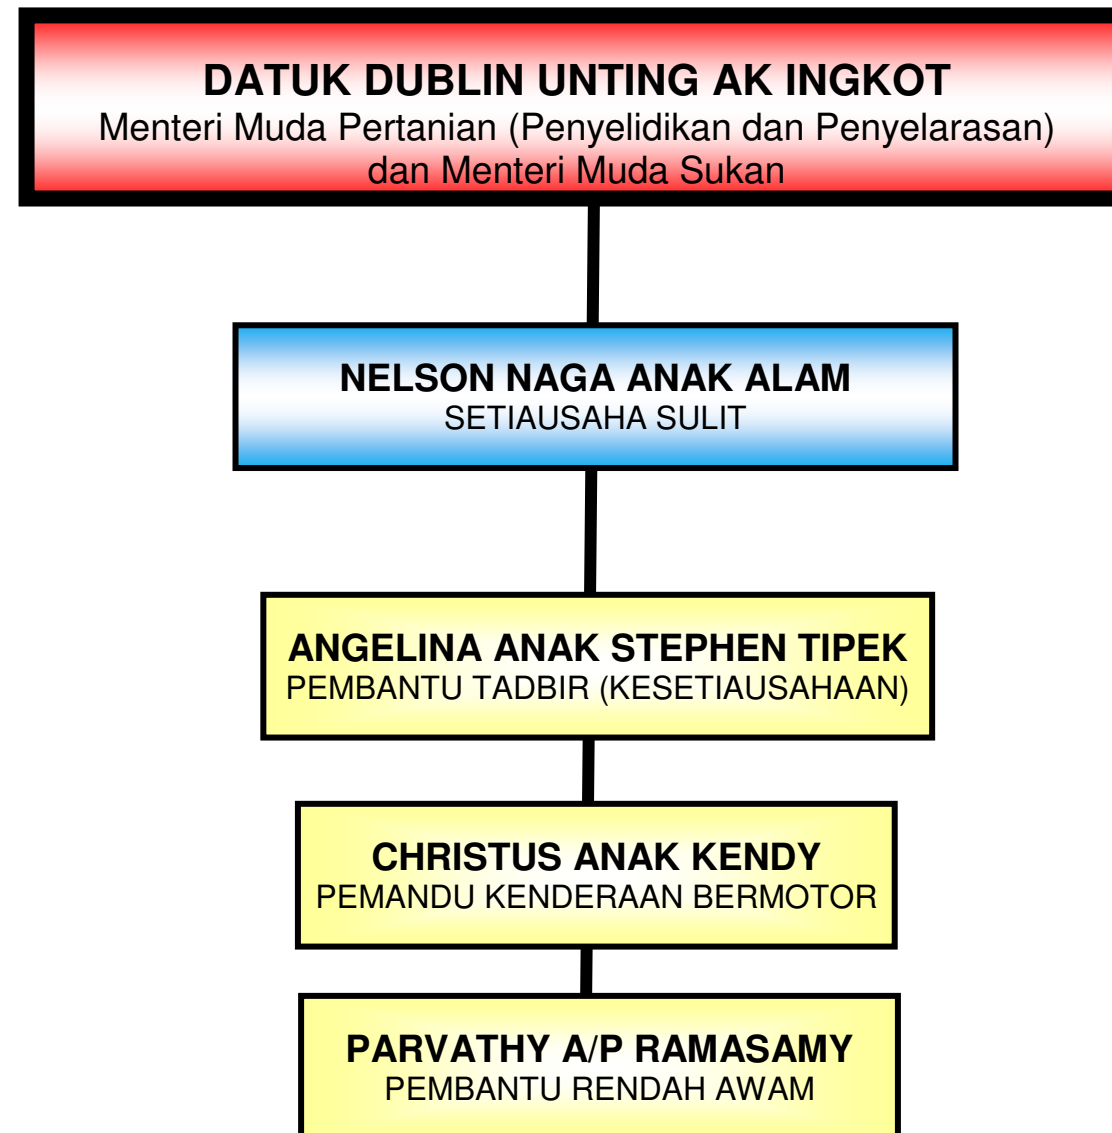 DATUK DUBLIN UNTING AK INGKOT
Menteri Muda Pertanian (Penyelidikan dan Penyelarasan)
dan Menteri Muda Sukan
NELSON NAGA ANAK ALAM
SETIAUSAHA SULIT
ANGELINA ANAK STEPHEN TIPEK
PEMBANTU TADBIR (KESETIAUSAHAAN)
CHRISTUS ANAK KENDY
PEMANDU KENDERAAN BERMOTOR
PARVATHY A/P RAMASAMY
PEMBANTU RENDAH AWAM